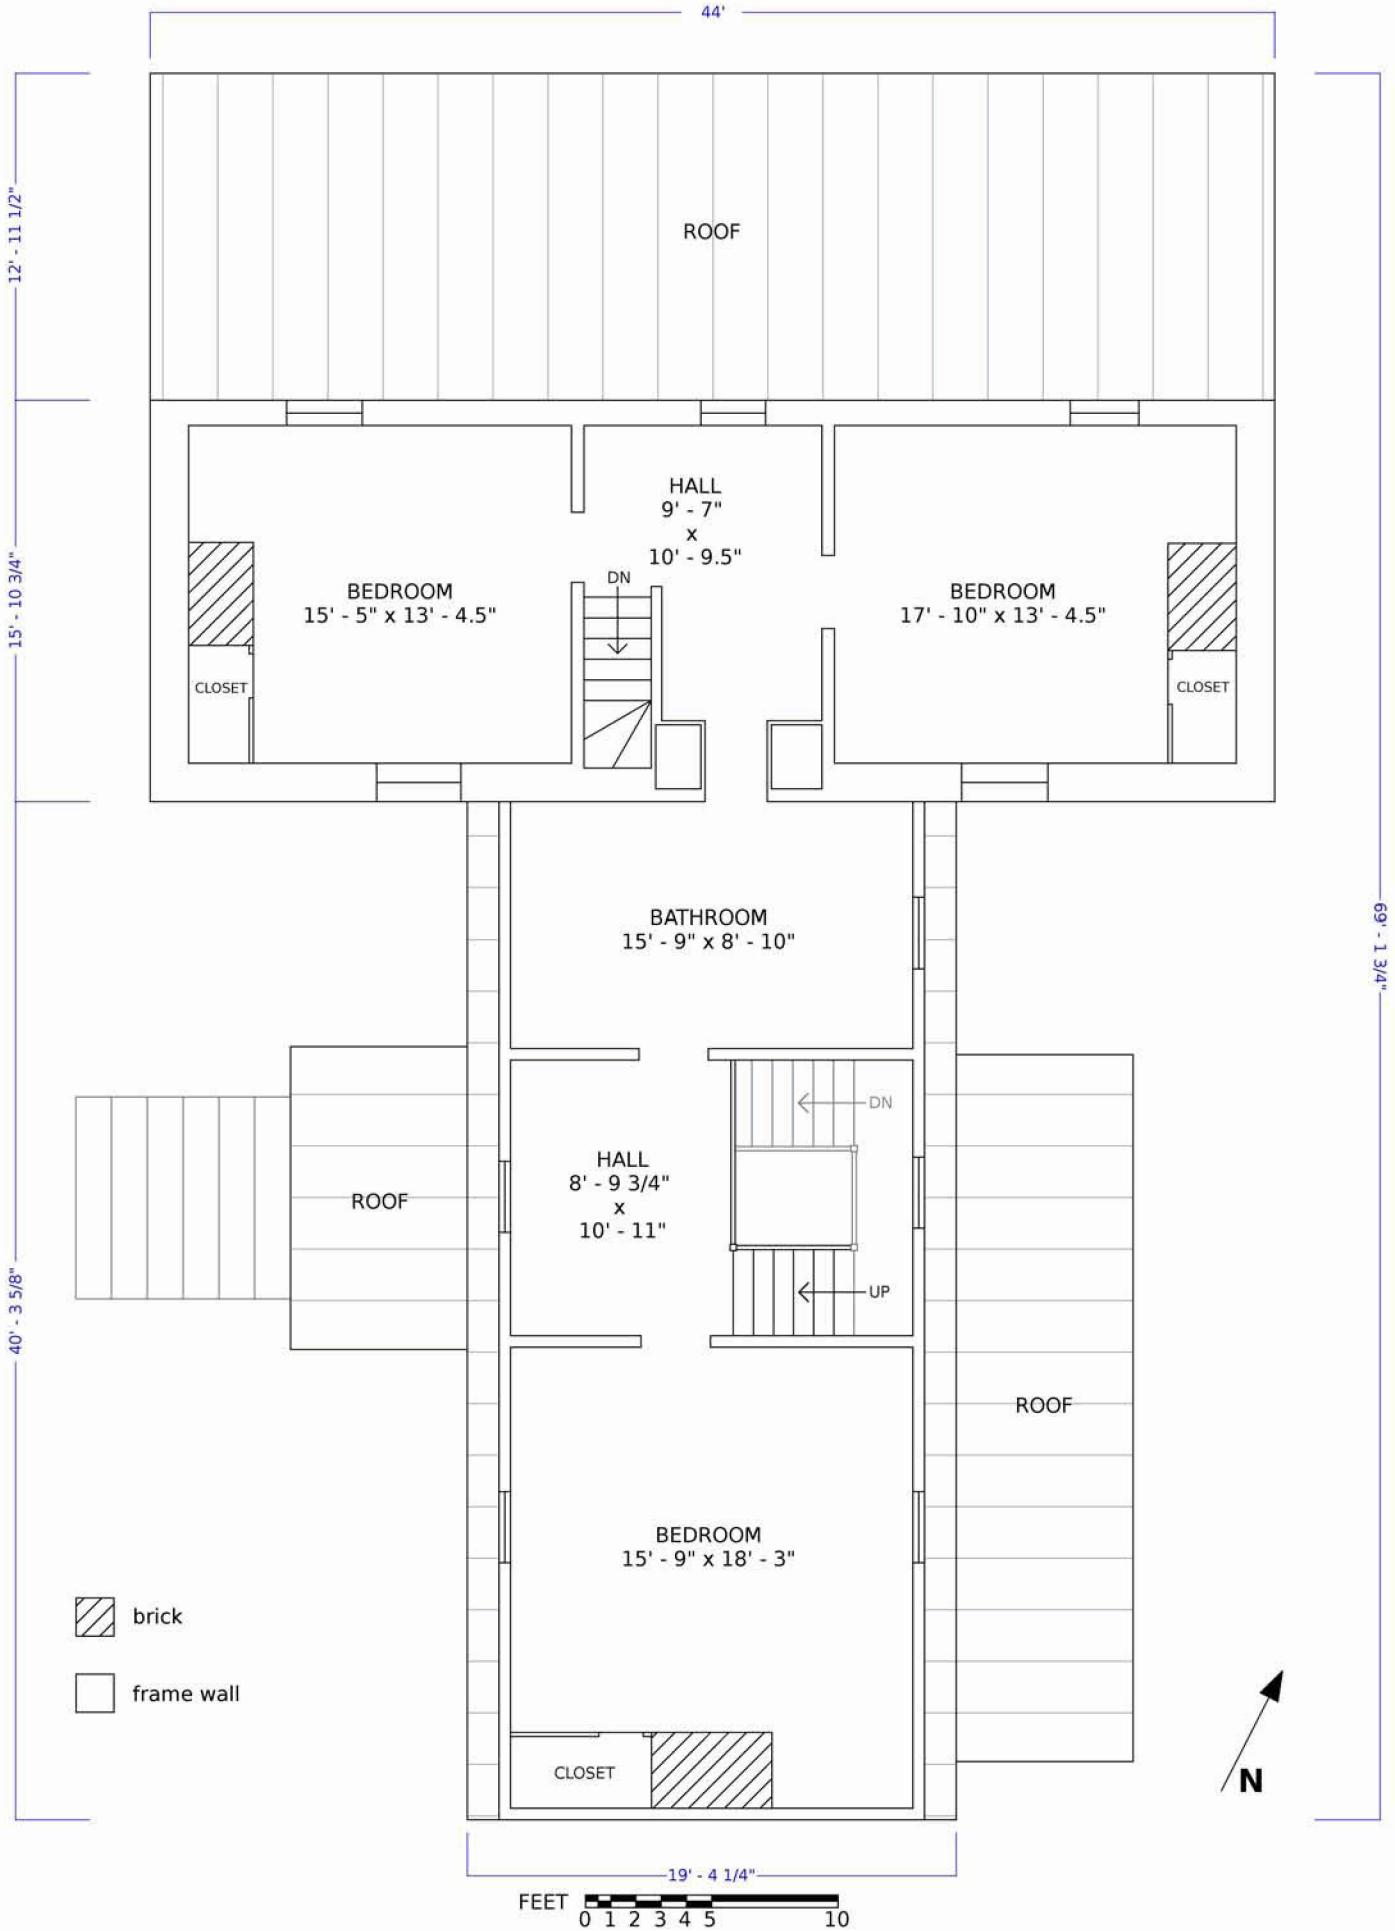 44'
12' - 11 1/2"
ROOF
HALL
9' - 7"
x
10' - 9.5"
DN
15' - 10 3/4"
BEDROOM
15' - 5" x 13' - 4.5"
BEDROOM
17' - 10" x 13' - 4.5"
CLOSET
CLOSET
BATHROOM
15' - 9" x 8' - 10"
69' - 1 3/4"
DN
HALL
8' - 9 3/4"
x
10' - 11"
ROOF
UP
40' - 3 5/8"
ROOF
BEDROOM
15' - 9" x 18' - 3"
brick
frame wall
CLOSET
N
19' - 4 1/4"
FEET
0 1 2 3 4 5 10